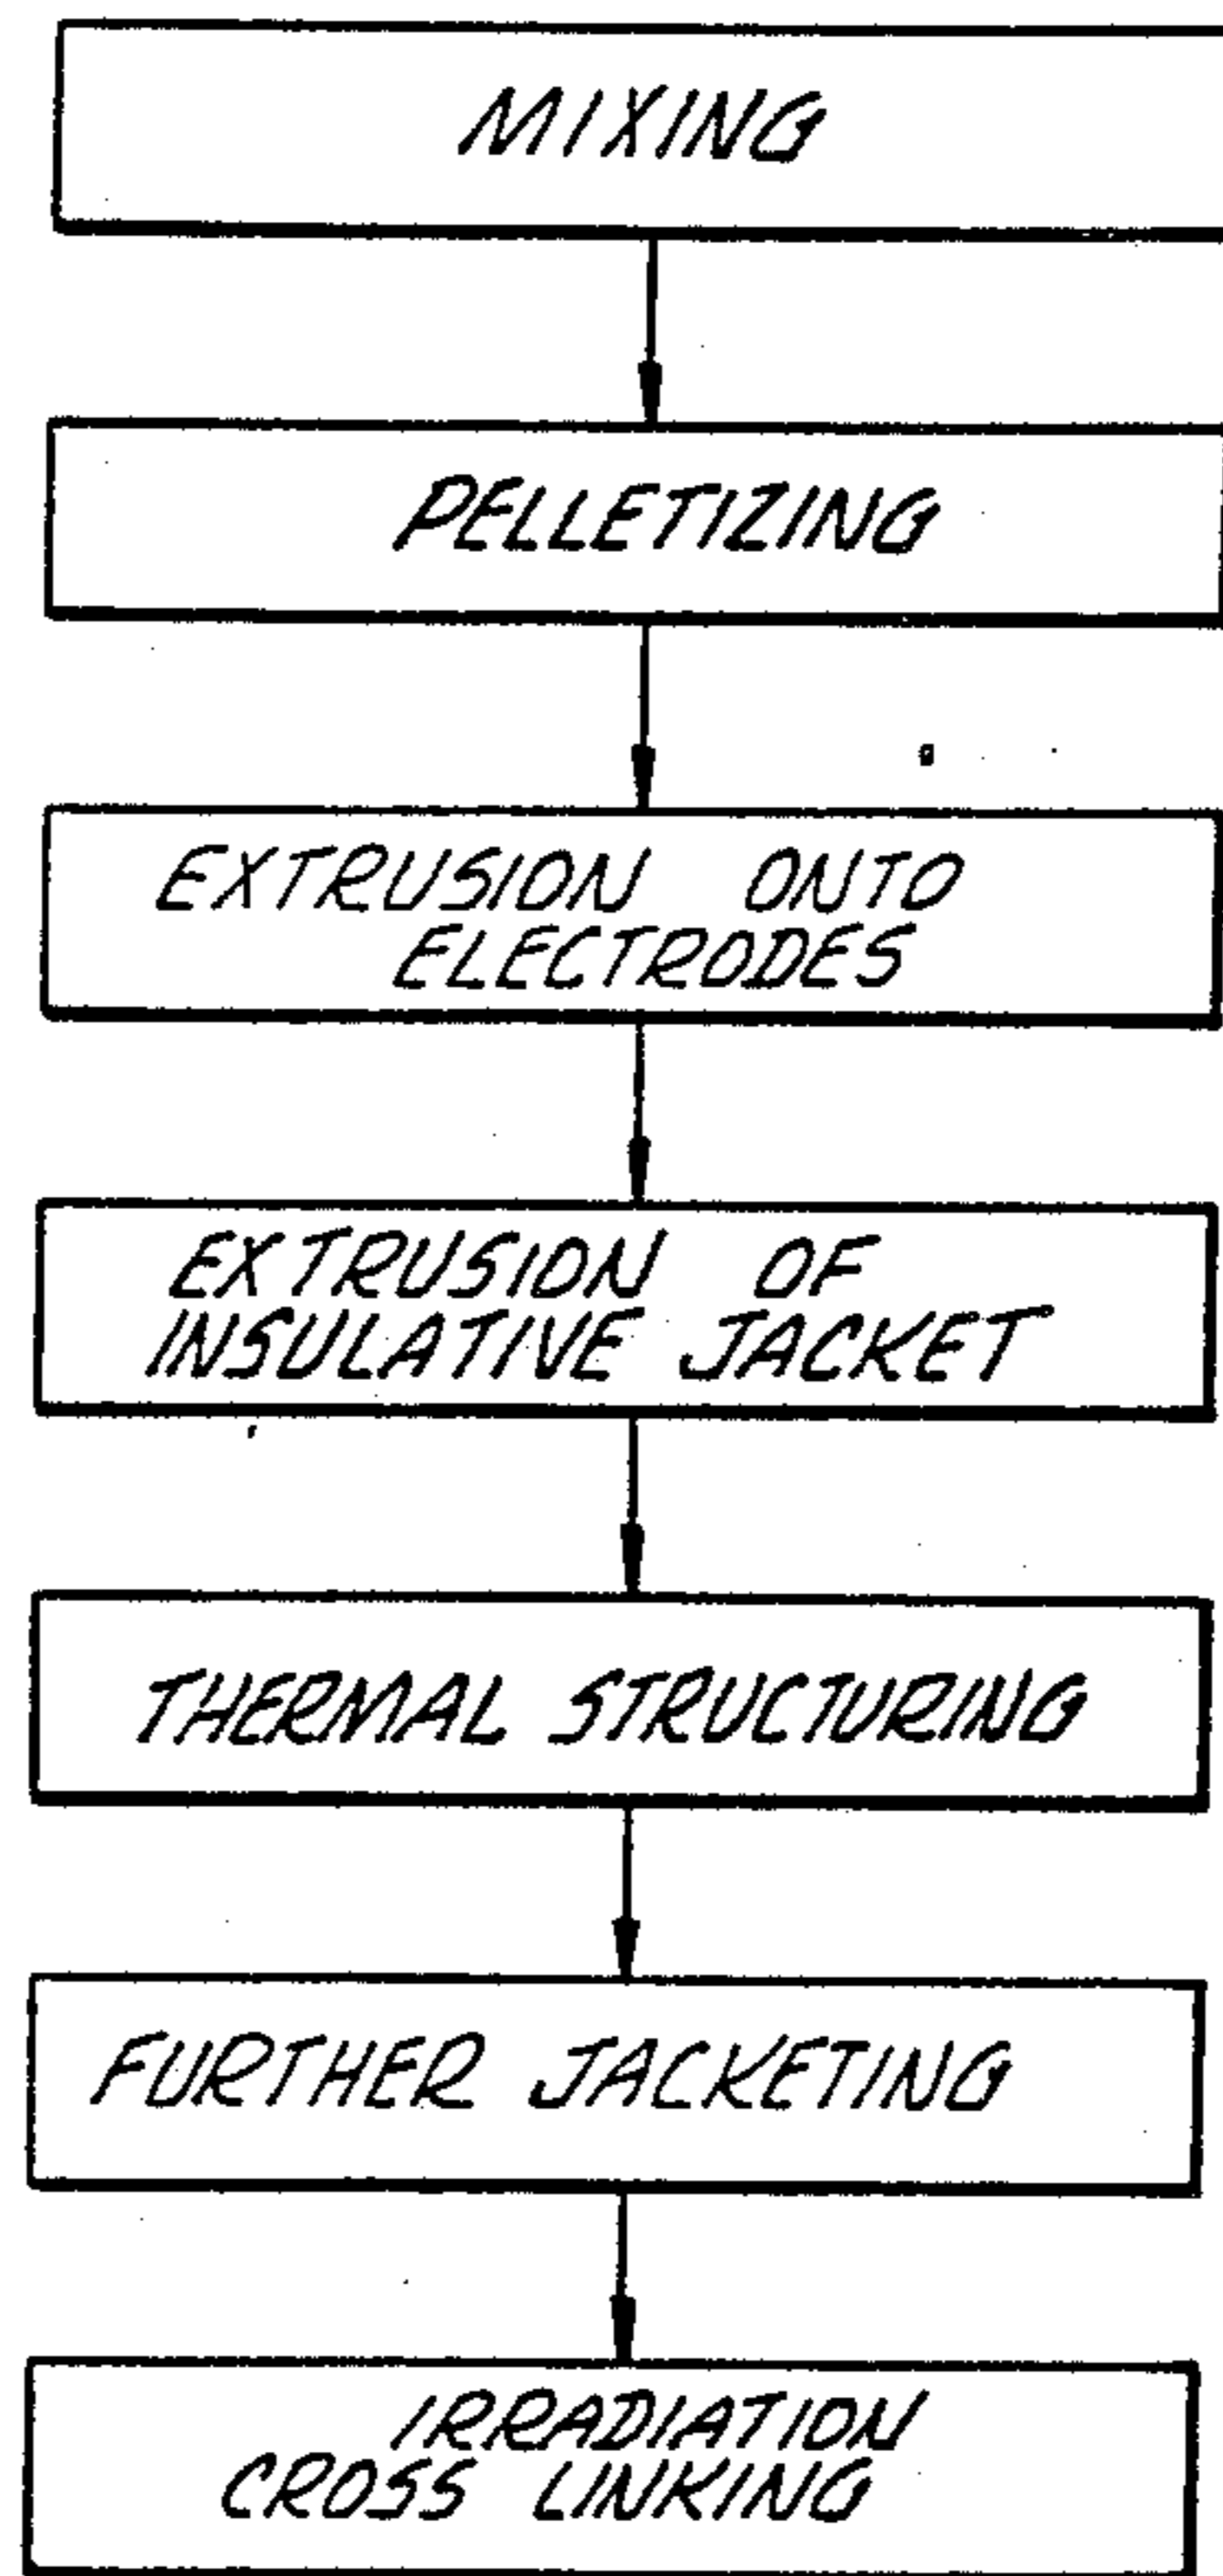 MIXING
PELLETIZING
EXTRUSION ONTO
ELECTRODES
EXTRUSION OF
INSULATIVE JACKET
THERMAL STRUCTURING
FURTHER JACKETING
IRRADIATION
CROSS LINKING